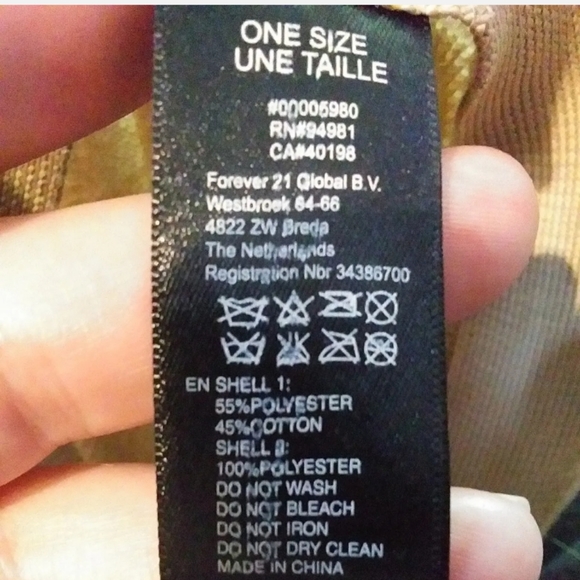 ONE SIZE
UNE TAILLE
#00005980
RN#94981
CA#40198
Forever 21 Global B.V.
Westbroek 64-66
4822 ZW Breda
The Netherlands
Registration Nbr 34386700
EN SHELL 1:
55%POLYESTER
45%COTTON
SHELL 2:
100%POLYESTER
DO NOT WASH
DO NOT BLEACH
DO NOT IRON
DO NOT DRY CLEAN
MADE IN CHINA